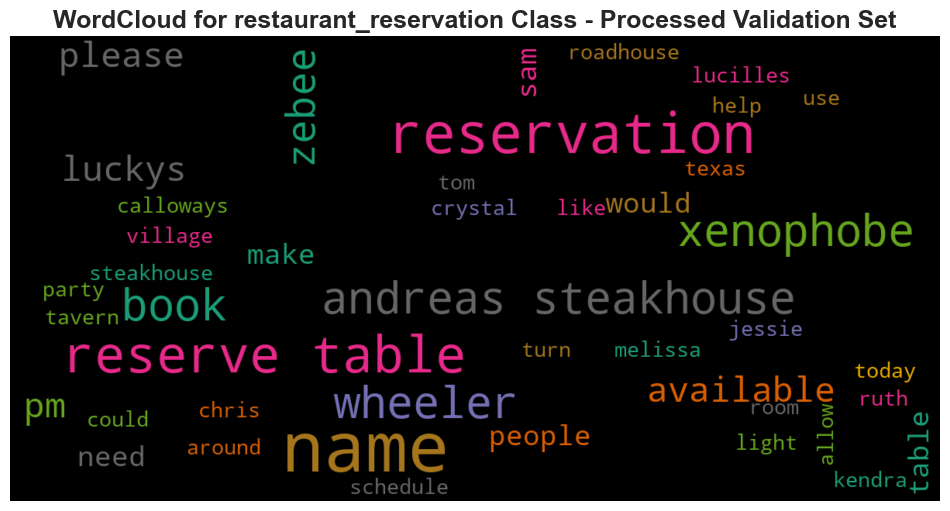 WordCloud for restaurant_reservation Class - Processed Validation Set
please
zebee
sam
roadhouse
lucilles
help
use
reservation
luckys
texas
tom
crystal
like
would
calloways
village
xenophobe
make
steakhouse
party
tavern
book
andreas steakhouse
jessie
reserve table
turn
melissa
today
available
wheeler
room
ruth
pm
could
chris
name
people
light
allow
table
around
need
schedule
kendra